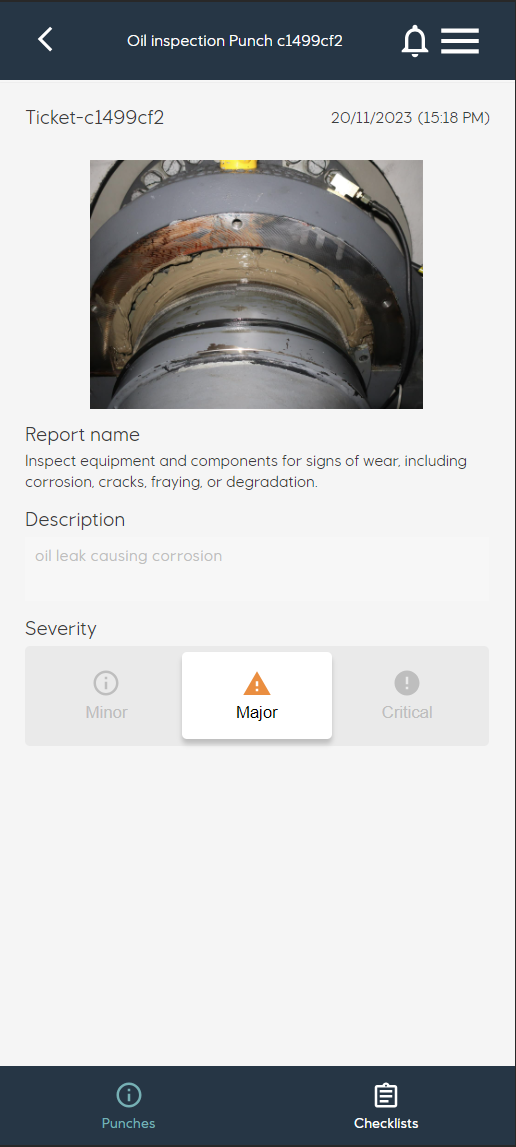 Oil inspection Punch c1499cf2
Ticket-c1499cf2
20/11/2023 (15:18 PM)
Report name
Inspect equipment and components for signs of wear, including
corrosion, cracks, fraying, or degradation.
Description
oil leak causing corrosion
Severity
Minor
Major
Critical
Punches
Checklists